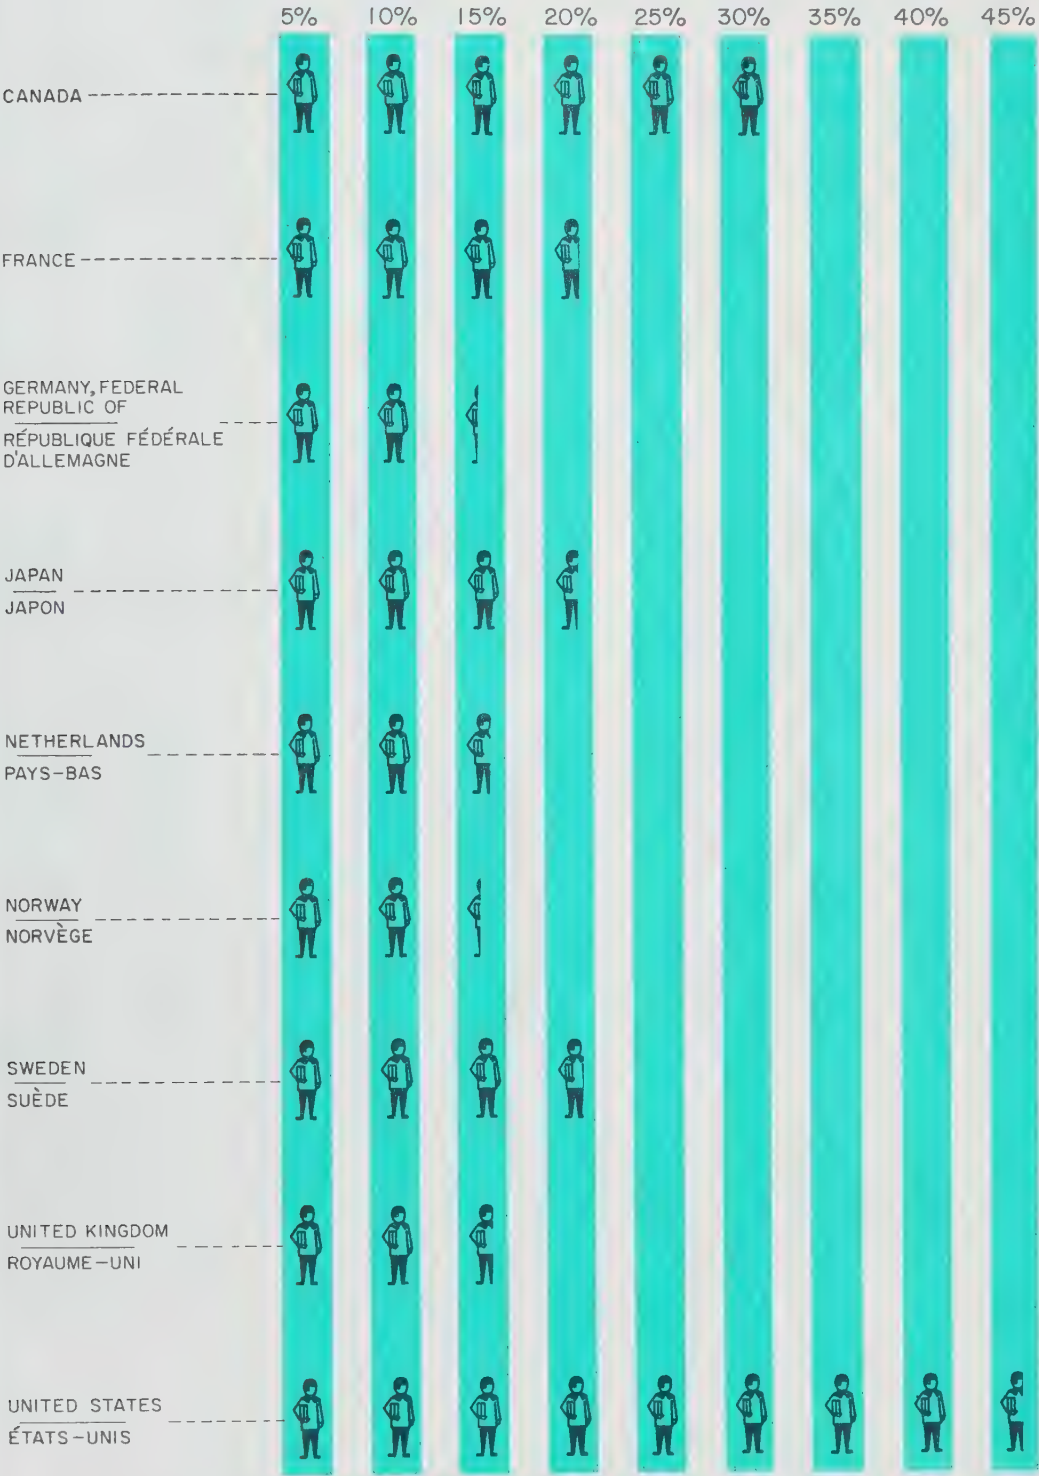 5% 10% 15% 20% 25% 30% 35% 40% 45%
CANADA
FRANCE
GERMANY, FEDERAL
REPUBLIC OF
RÉPUBLIQUE FÉDÉRALE
D'ALLEMAGNE
JAPAN
JAPON
NETHERLANDS
PAYS-BAS
NORWAY
NORVÈGE
SWEDEN
SUÈDE
UNITED KINGDOM
ROYAUME-UNI
UNITED STATES
ÉTATS-UNIS